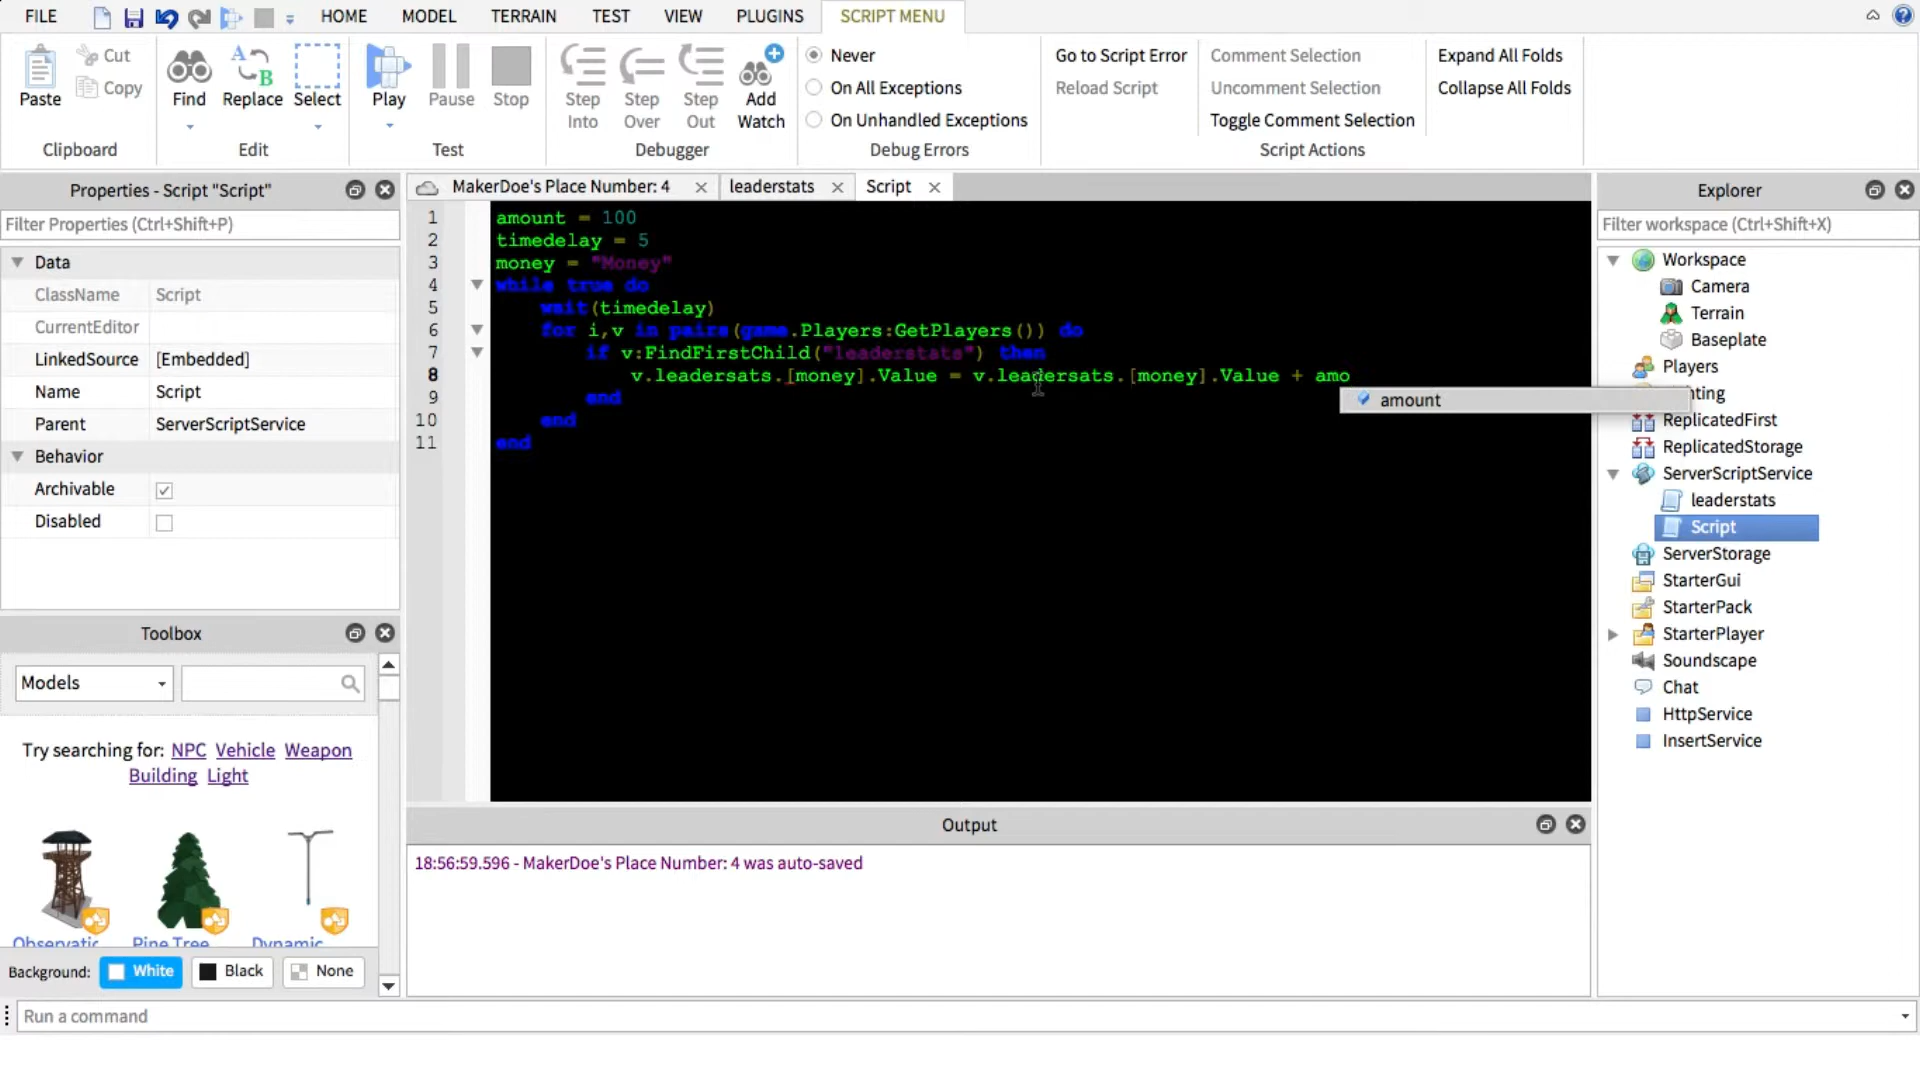 FILE HOME MODEL TERRAIN TEST VIEW PLUGINS SCRIPT MENU
Paste Cut Copy Find Replace Select Play Pause Stop Step Into Step Over Step Out Add Watch
Never
On All Exceptions
On Unhandled Exceptions
Go to Script Error
Reload Script
Comment Selection
Uncomment Selection
Toggle Comment Selection
Expand All Folds
Collapse All Folds
Clipboard Edit Test Debugger Debug Errors Script Actions
Properties - Script "Script"
Filter Properties (Ctrl+Shift+P)
Data
ClassName Script
CurrentEditor
LinkedSource [Embedded]
Name Script
Parent ServerScriptService
Behavior
Archivable
Disabled
Toolbox
Models
Try searching for: NPC Vehicle Weapon
Building Light
Observatic Pine Tree Dynamic
Background: White Black None
MakerDoe's Place Number: 4 leaderstats Script
1 amount = 100
2 timedelay = 5
3 money = "Money"
4 while true do
5 wait(timedelay)
6 for i,v in pairs(game.Players:GetPlayers()) do
7 if v:FindFirstChild("leaderstats") then
8 v.leadersats.[money].Value = v.leadersats.[money].Value + amo
amount
9 end
10 end
11 end
Output
18:56:59.596 - MakerDoe's Place Number: 4 was auto-saved
Explorer
Filter workspace (Ctrl+Shift+X)
Workspace
Camera
Terrain
Baseplate
Players
hting
ReplicatedFirst
ReplicatedStorage
ServerScriptService
leaderstats
Script
ServerStorage
StarterGui
StarterPack
StarterPlayer
Soundscape
Chat
HttpService
InsertService
Run a command